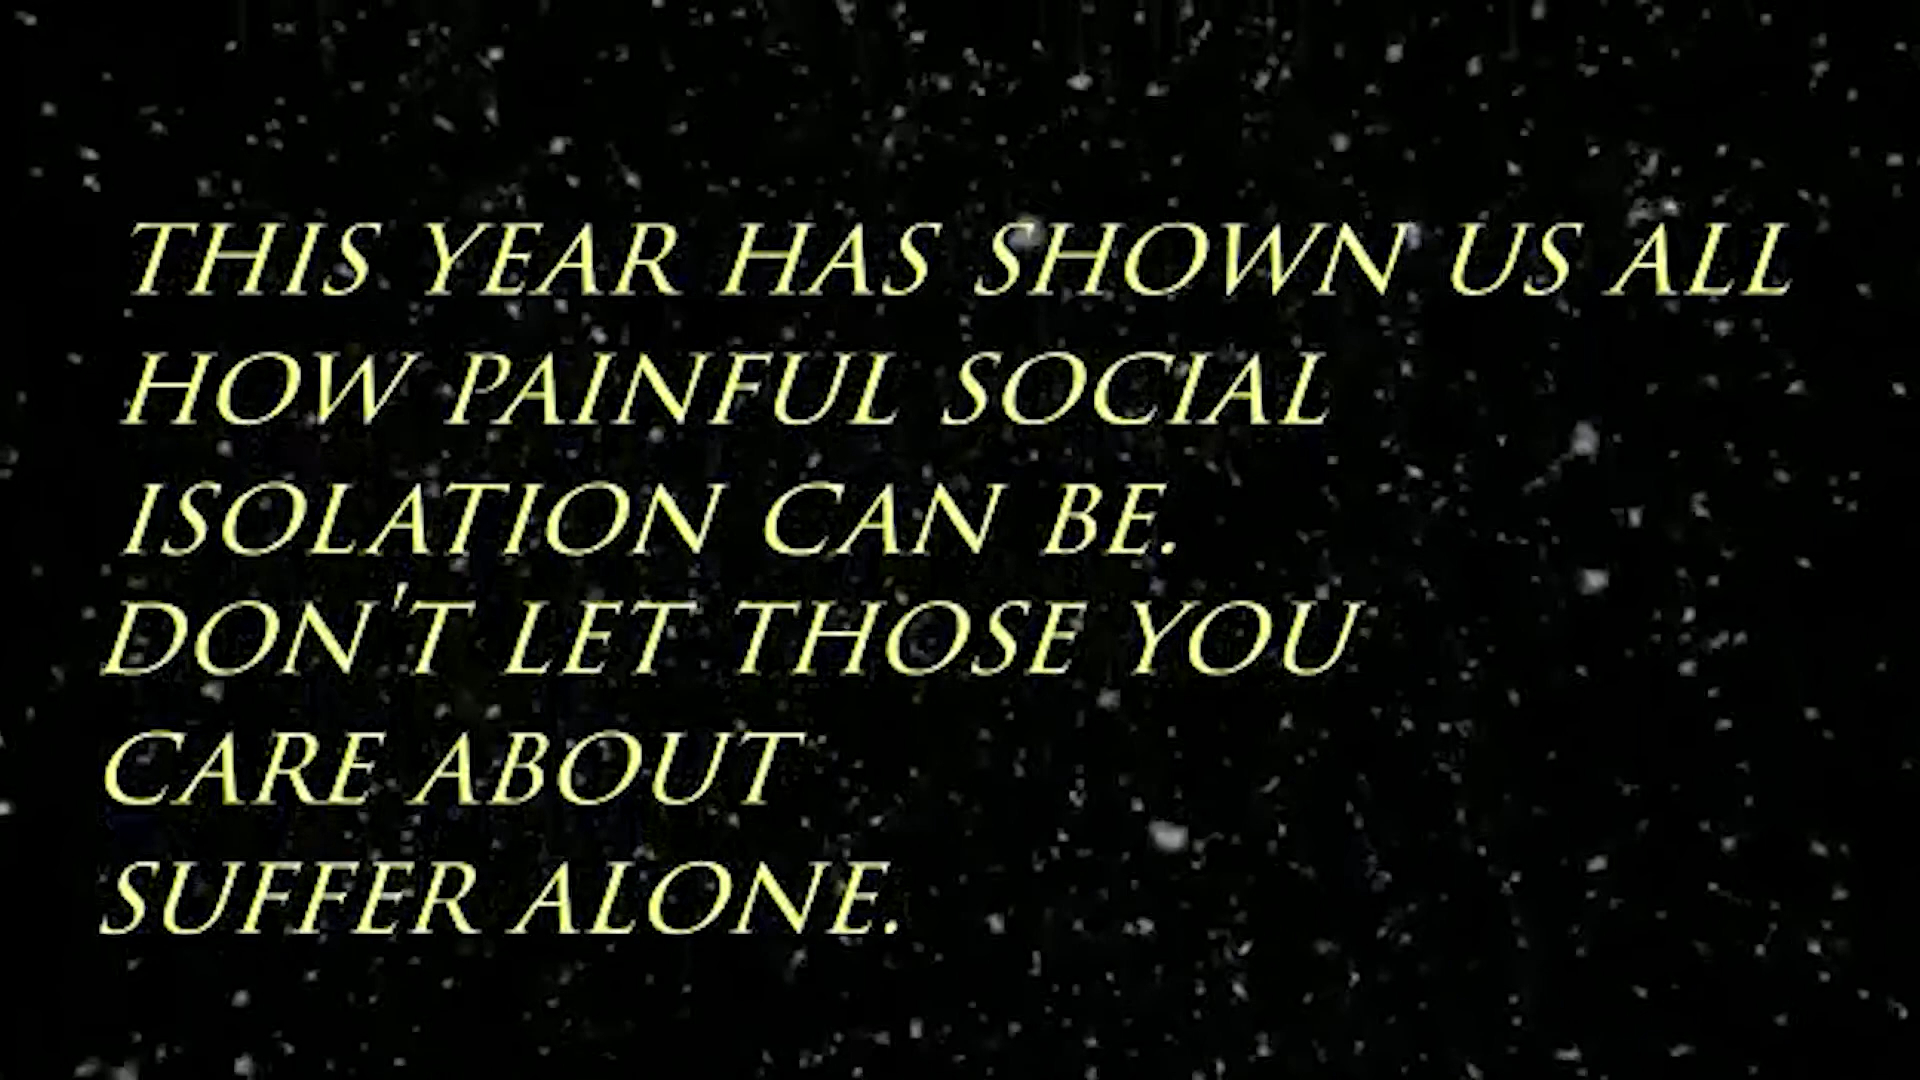 THIS YEAR HAS SHOWN US ALL
HOW PAINFUL SOCIAL
ISOLATION CAN BE.
DON'T LET THOSE YOU
CARE ABOUT
SUFFER ALONE.